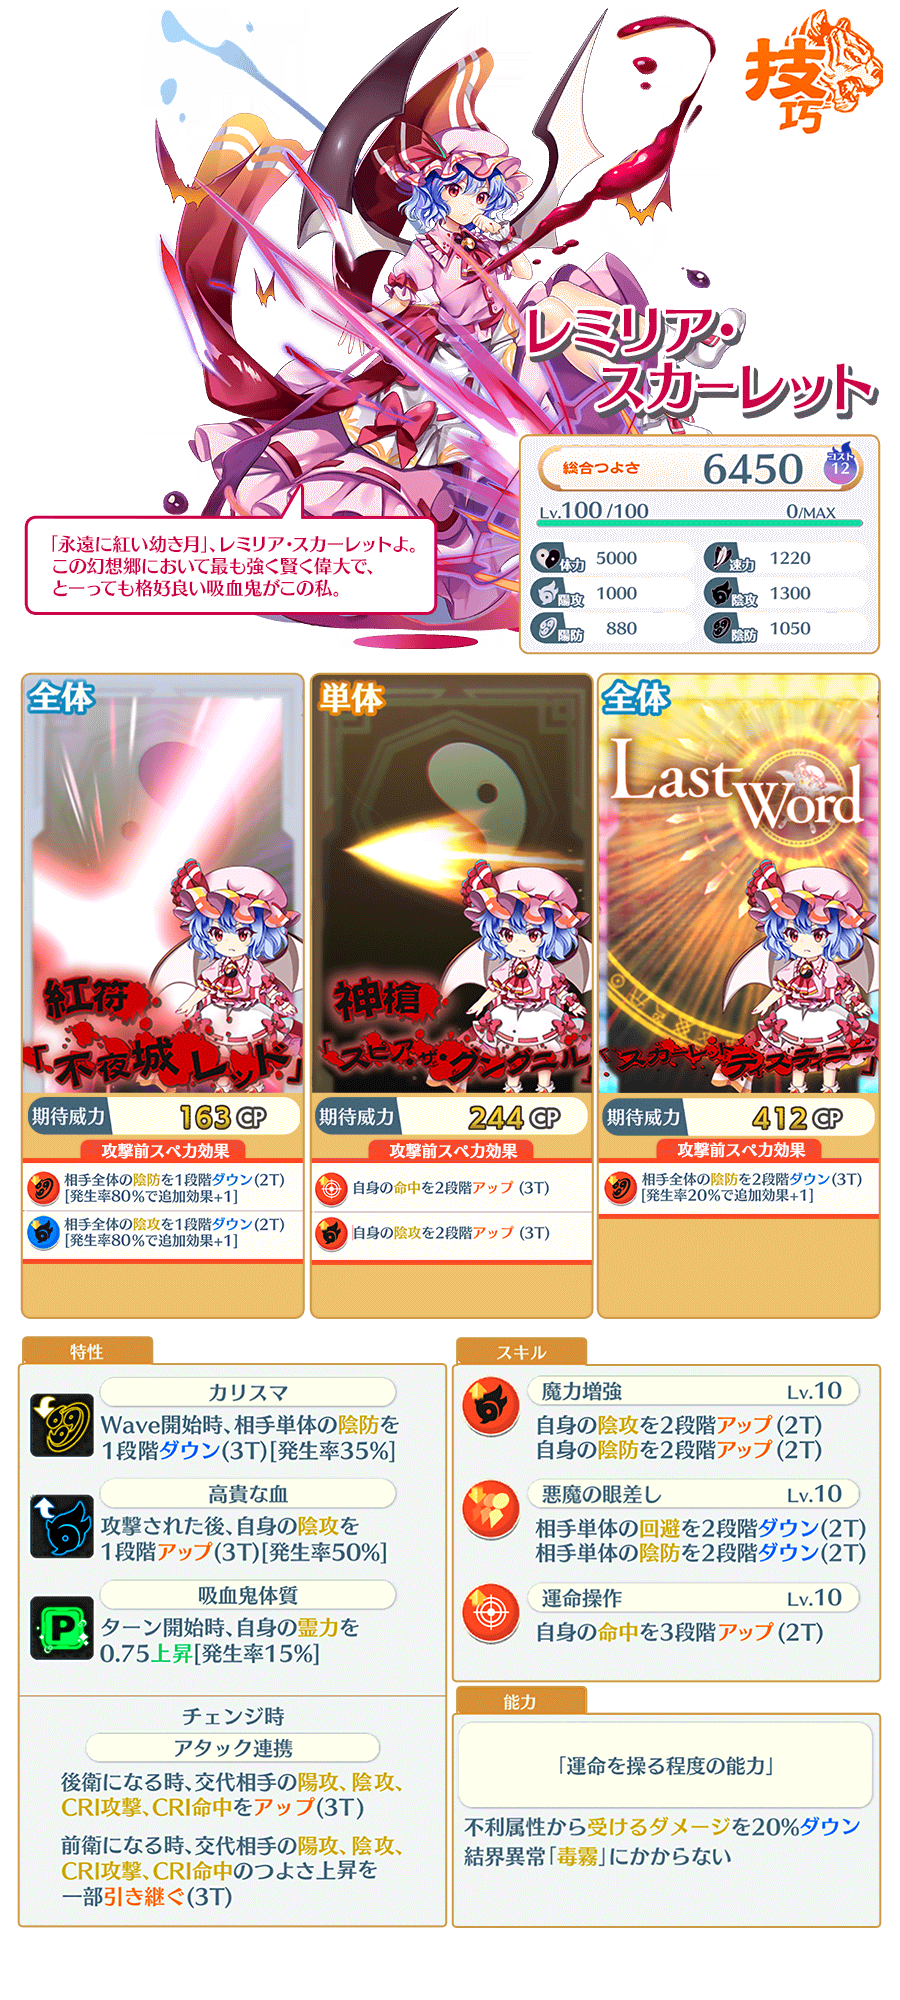 技巧
レミリア・
スカーレット
総合つよさ 6450 コスト 12
Lv.100 /100 0/MAX
体力 5000 速力 1220
陽攻 1000 陰攻 1300
陽防 880 陰防 1050
「永遠に紅い幼き月」、レミリア・スカーレットよ。
この幻想郷において最も強く賢く偉大で、
とーっても格好良い吸血鬼がこの私。
全体
紅符
「不夜城レッド」
期待威力 163 CP
攻撃前スペカ効果
相手全体の陰防を1段階ダウン(2T)
[発生率80%で追加効果+1]
相手全体の陰攻を1段階ダウン(2T)
[発生率80%で追加効果+1]
単体
神槍
「スピア・ザ・グングニル」
期待威力 244 CP
攻撃前スペカ効果
自身の命中を2段階アップ (3T)
自身の陰攻を2段階アップ (3T)
全体
Last Word
「スカーレットディスティニー」
期待威力 412 CP
攻撃前スペカ効果
相手全体の陰防を2段階ダウン(3T)
[発生率20%で追加効果+1]
特性
カリスマ
Wave開始時、相手単体の陰防を
1段階ダウン(3T)[発生率35%]
高貴な血
攻撃された後、自身の陰攻を
1段階アップ(3T)[発生率50%]
吸血鬼体質
P
ターン開始時、自身の霊力を
0.75上昇[発生率15%]
チェンジ時
アタック連携
後衛になる時、交代相手の陽攻、陰攻、
CRI攻撃、CRI命中をアップ(3T)
前衛になる時、交代相手の陽攻、陰攻、
CRI攻撃、CRI命中のつよさ上昇を
一部引き継ぐ(3T)
スキル
魔力増強 Lv.10
自身の陰攻を2段階アップ(2T)
自身の陰防を2段階アップ(2T)
悪魔の眼差し Lv.10
相手単体の回避を2段階ダウン(2T)
相手単体の陰防を2段階ダウン(2T)
運命操作 Lv.10
自身の命中を3段階アップ(2T)
能力
「運命を操る程度の能力」
不利属性から受けるダメージを20%ダウン
結界異常「毒霧」にかからない